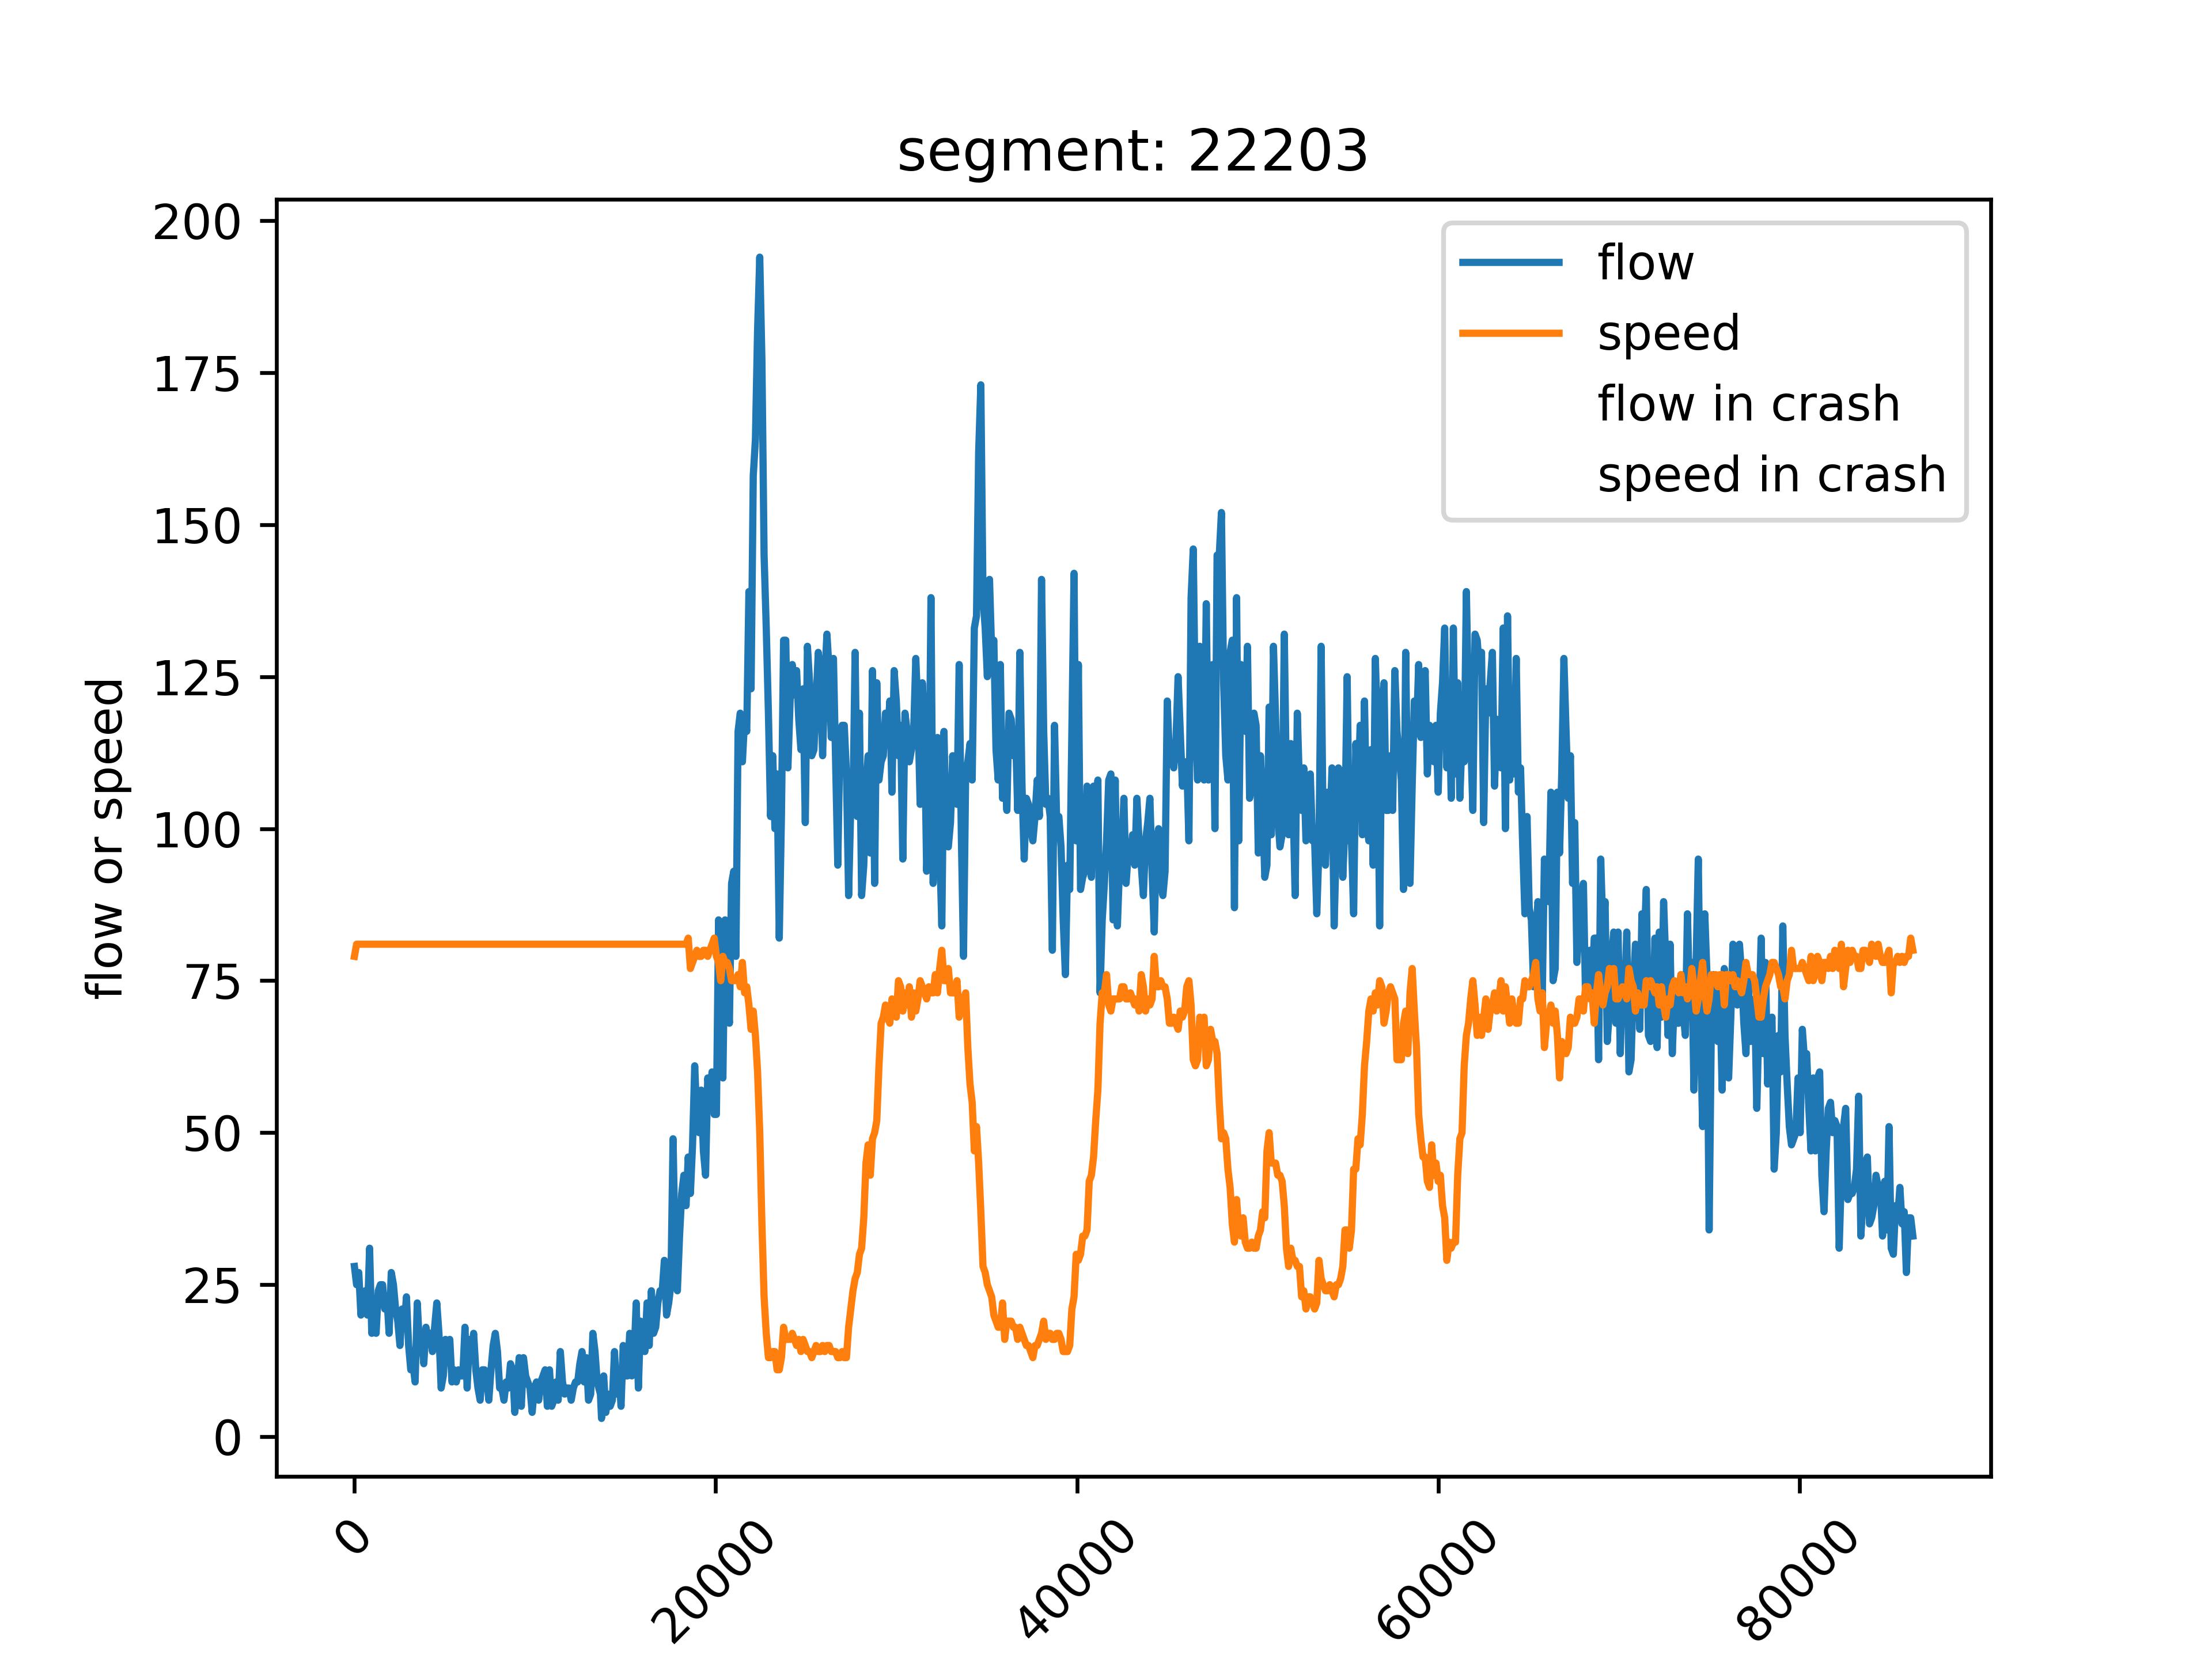 segment: 22203
flow
speed
flow in crash
speed in crash
flow or speed
200
175
150
125
100
75
50
25
0
0
20000
40000
60000
80000